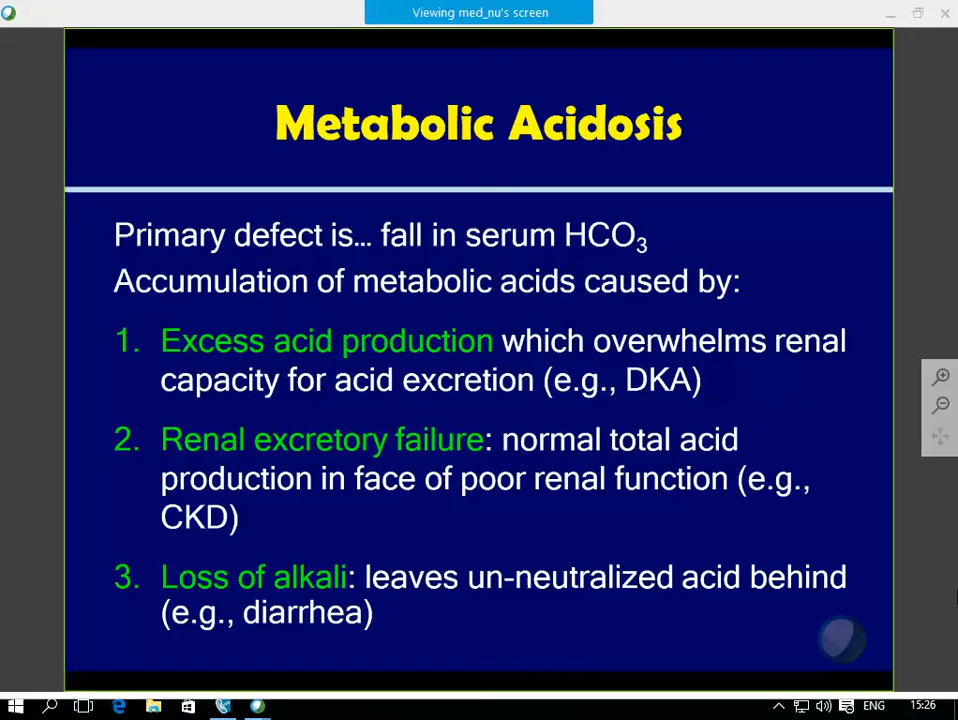 Viewing med_nu's screen
Metabolic Acidosis
Primary defect is... fall in serum HCO₃
Accumulation of metabolic acids caused by:
1. Excess acid production which overwhelms renal
capacity for acid excretion (e.g., DKA)
2. Renal excretory failure: normal total acid
production in face of poor renal function (e.g.,
CKD)
3. Loss of alkali: leaves un-neutralized acid behind
(e.g., diarrhea)
ENG
15:26